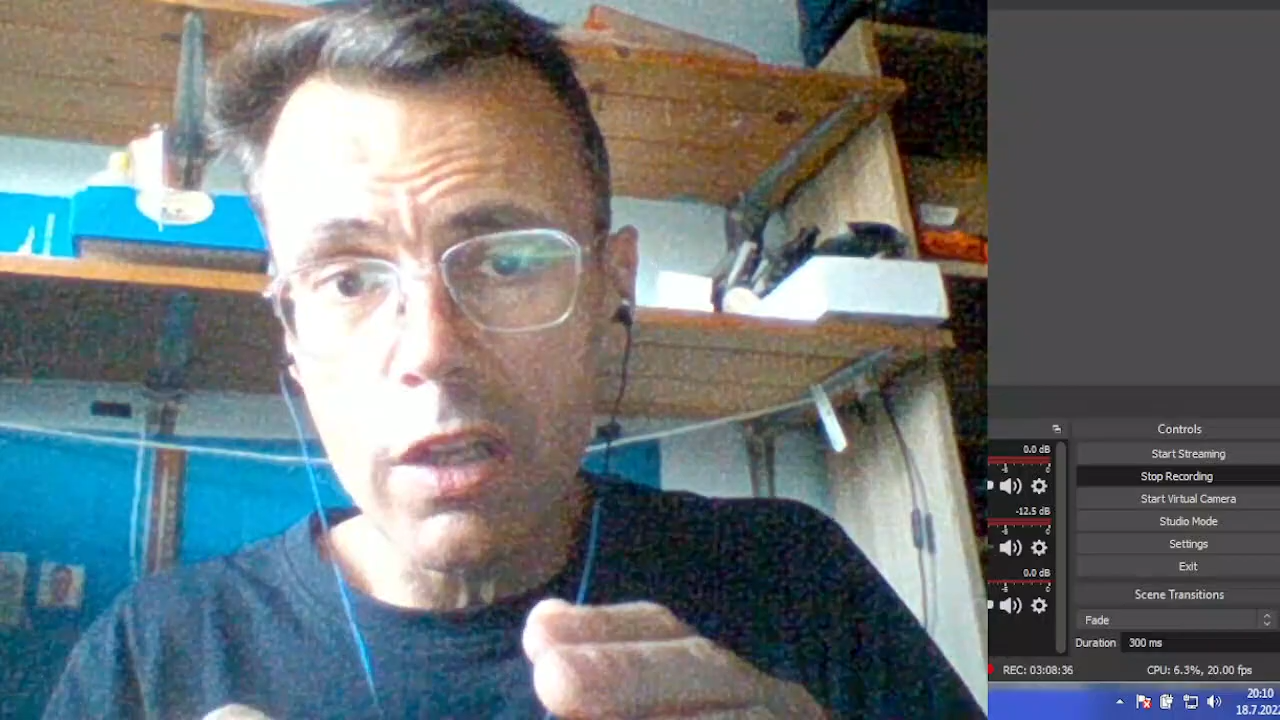 Controls
0.0 dB
Start Streaming
Stop Recording
Start Virtual Camera
-12.5 dB
Studio Mode
Settings
0.0 dB
Exit
Scene Transitions
Fade
Duration 300 ms
REC: 03:08:36 CPU: 6.3%, 20.00 fps
20:10